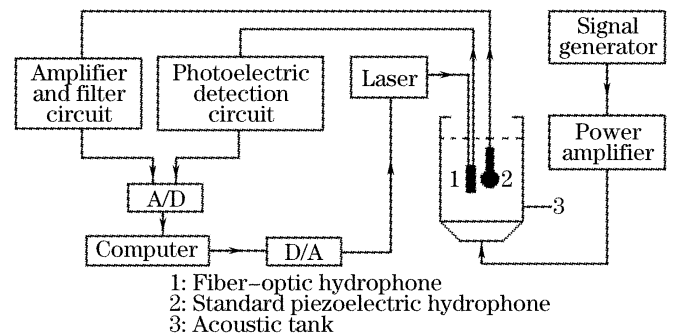 Signal
generator
Amplifier
and filter
circuit
Photoelectric
detection
circuit
Laser
Power
amplifier
1
2
3
A/D
Computer
D/A
1: Fiber-optic hydrophone
2: Standard piezoelectric hydrophone
3: Acoustic tank